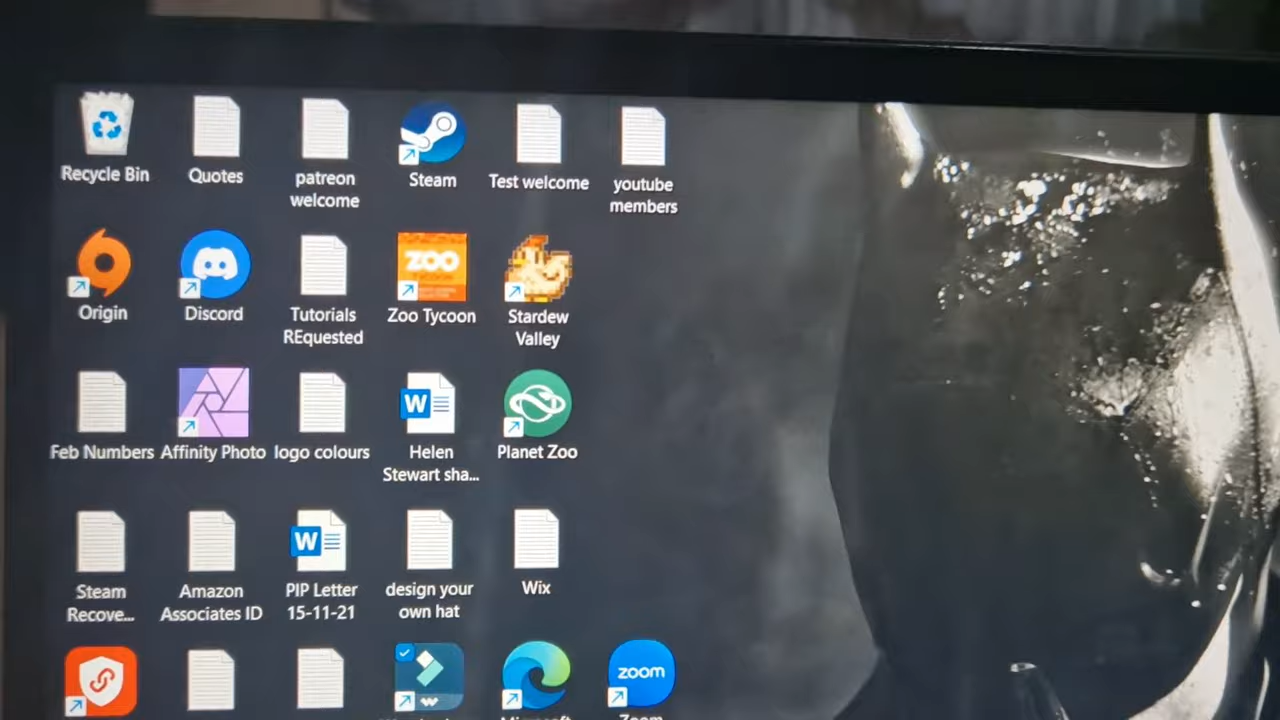 Recycle Bin
Quotes
patreon
welcome
Steam
Test welcome
youtube
members
Origin
Discord
Tutorials
REquested
ZOO
Zoo Tycoon
Stardew
Valley
Feb Numbers
Affinity Photo
logo colours
W
Helen
Stewart sha...
Planet Zoo
Steam
Recove...
Amazon
Associates ID
W
PIP Letter
15-11-21
design your
own hat
Wix
zoom
Microsoft
Zoom